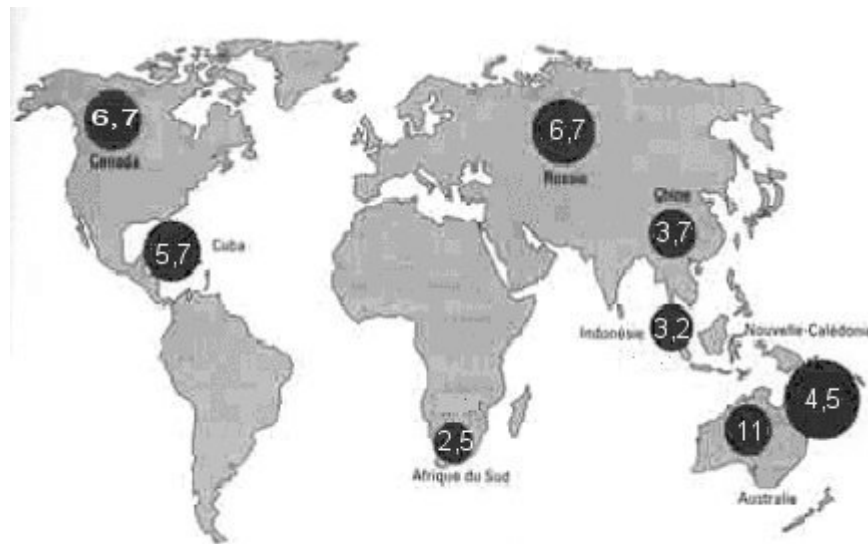 6,7
Canada
6,7
Russie
Chine
3,7
5,7
Cuba
Indonésie
3,2
Nouvelle-Calédonie
4,5
11
2,5
Afrique du Sud
Australie